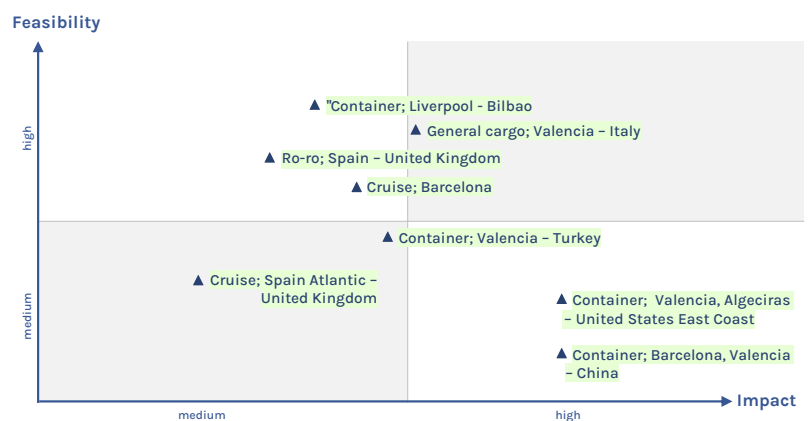 Feasibility
high
"Container; Liverpool - Bilbao
General cargo; Valencia – Italy
Ro-ro; Spain – United Kingdom
Cruise; Barcelona
Container; Valencia – Turkey
Cruise; Spain Atlantic –
United Kingdom
medium
Container; Valencia, Algeciras
– United States East Coast
Container; Barcelona, Valencia
– China
Impact
medium
high